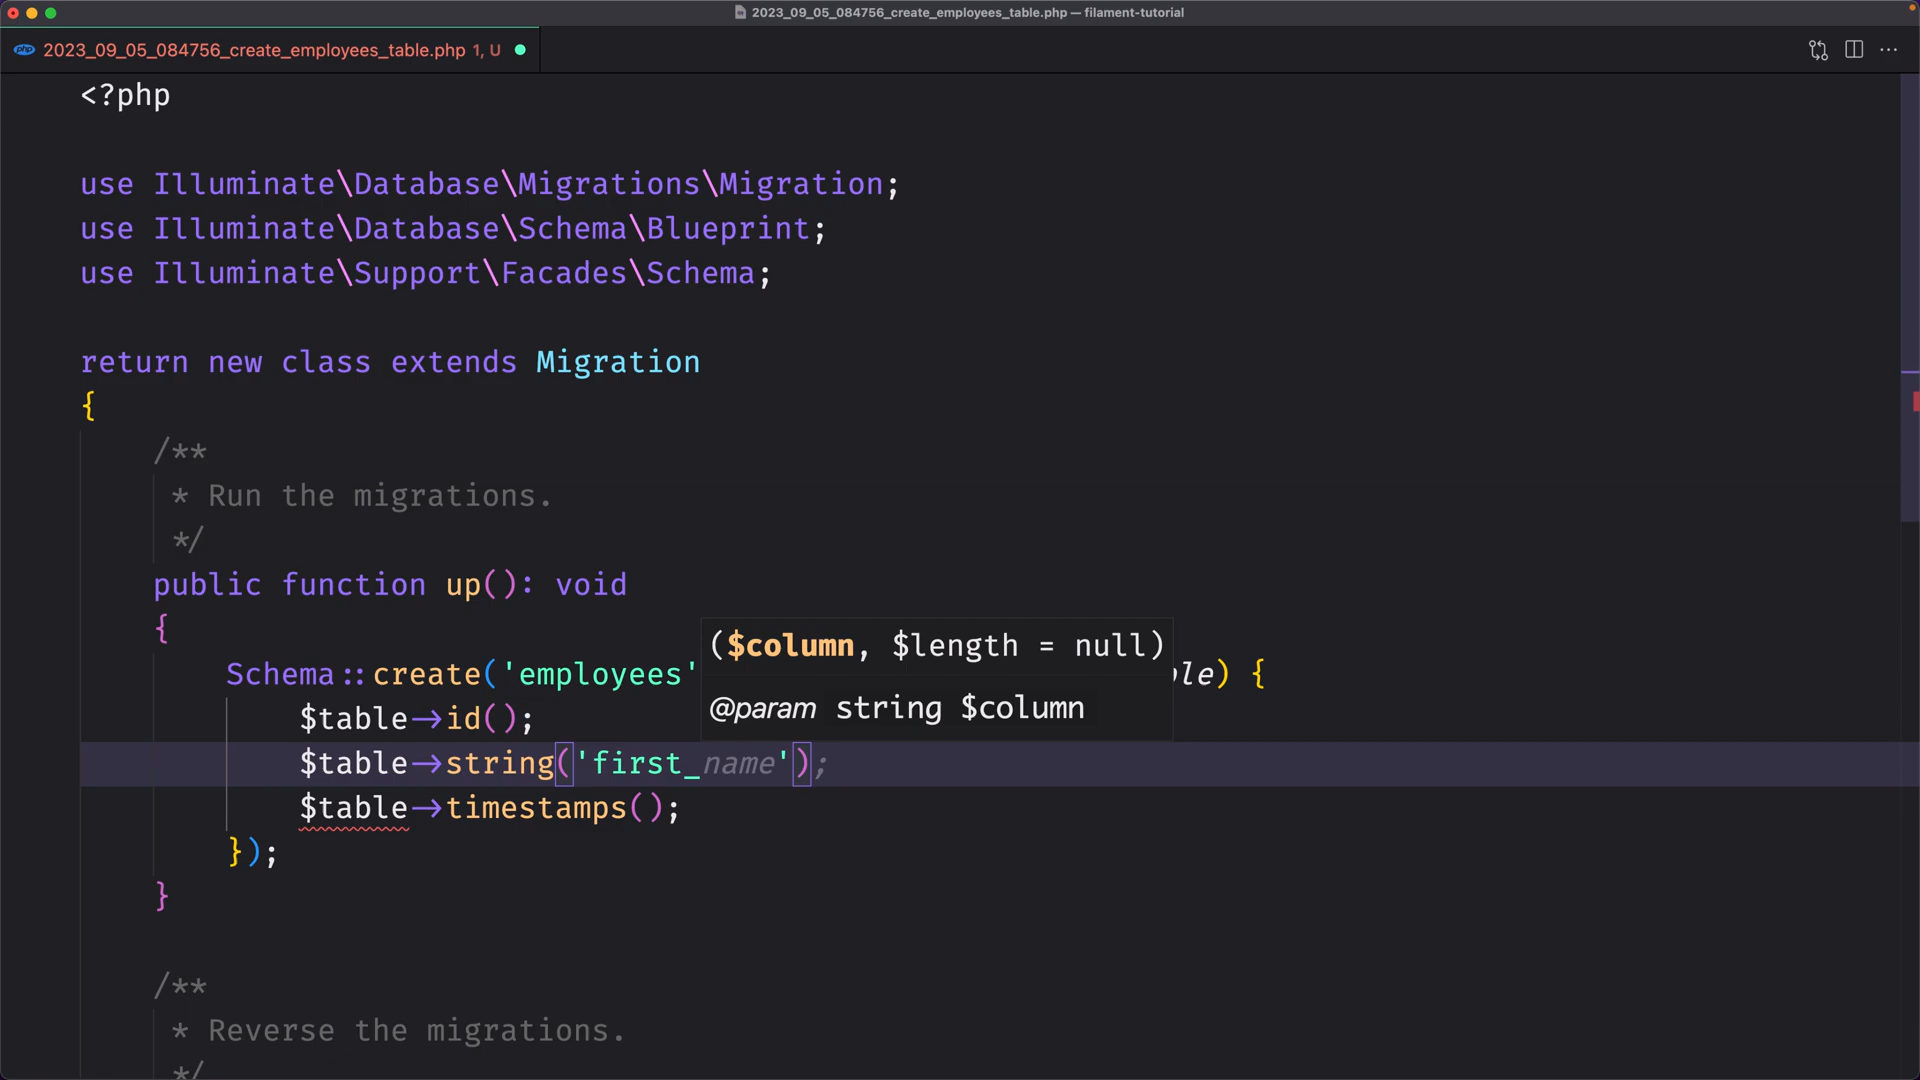 2023_09_05_084756_create_employees_table.php — filament-tutorial
php 2023_09_05_084756_create_employees_table.php 1, U
<?php
use Illuminate\Database\Migrations\Migration;
use Illuminate\Database\Schema\Blueprint;
use Illuminate\Support\Facades\Schema;
return new class extends Migration
{
/**
* Run the migrations.
*/
public function up(): void
{
($column, $length = null)
Schema::create('employees' le) {
@param string $column
$table->id();
$table->string('first_name');
$table->timestamps();
});
}
/**
* Reverse the migrations.
*/